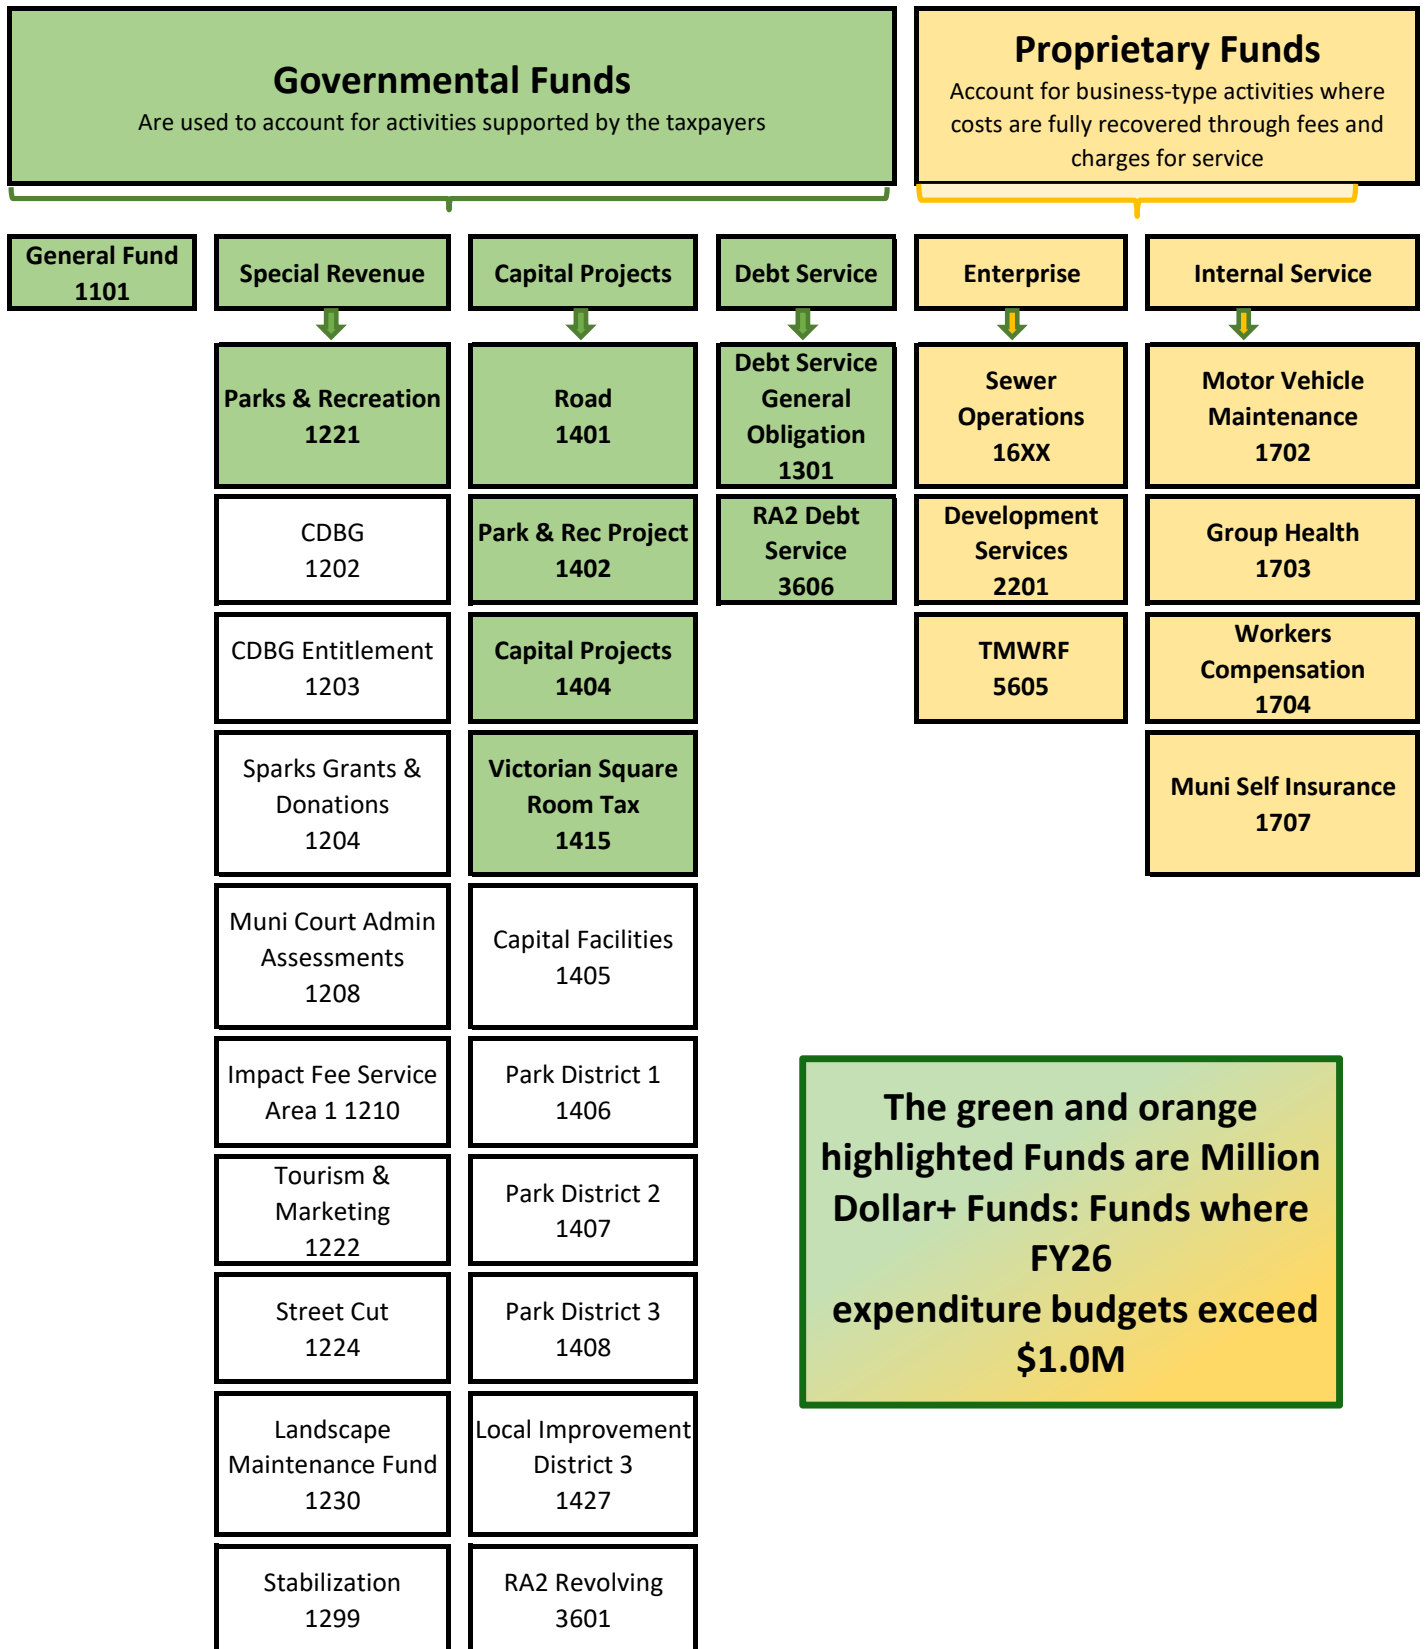 Governmental Funds
Are used to account for activities supported by the taxpayers
Proprietary Funds
Account for business-type activities where
costs are fully recovered through fees and
charges for service
General Fund
1101
Special Revenue
Capital Projects
Debt Service
Enterprise
Internal Service
Parks & Recreation
1221
CDBG
1202
CDBG Entitlement
1203
Sparks Grants &
Donations
1204
Muni Court Admin
Assessments
1208
Impact Fee Service
Area 1 1210
Tourism &
Marketing
1222
Street Cut
1224
Landscape
Maintenance Fund
1230
Stabilization
1299
Road
1401
Park & Rec Project
1402
Capital Projects
1404
Victorian Square
Room Tax
1415
Capital Facilities
1405
Park District 1
1406
Park District 2
1407
Park District 3
1408
Local Improvement
District 3
1427
RA2 Revolving
3601
Debt Service
General
Obligation
1301
RA2 Debt
Service
3606
Sewer
Operations
16XX
Development
Services
2201
TMWRF
5605
Motor Vehicle
Maintenance
1702
Group Health
1703
Workers
Compensation
1704
Muni Self Insurance
1707
The green and orange
highlighted Funds are Million
Dollar+ Funds: Funds where
FY26
expenditure budgets exceed
$1.0M